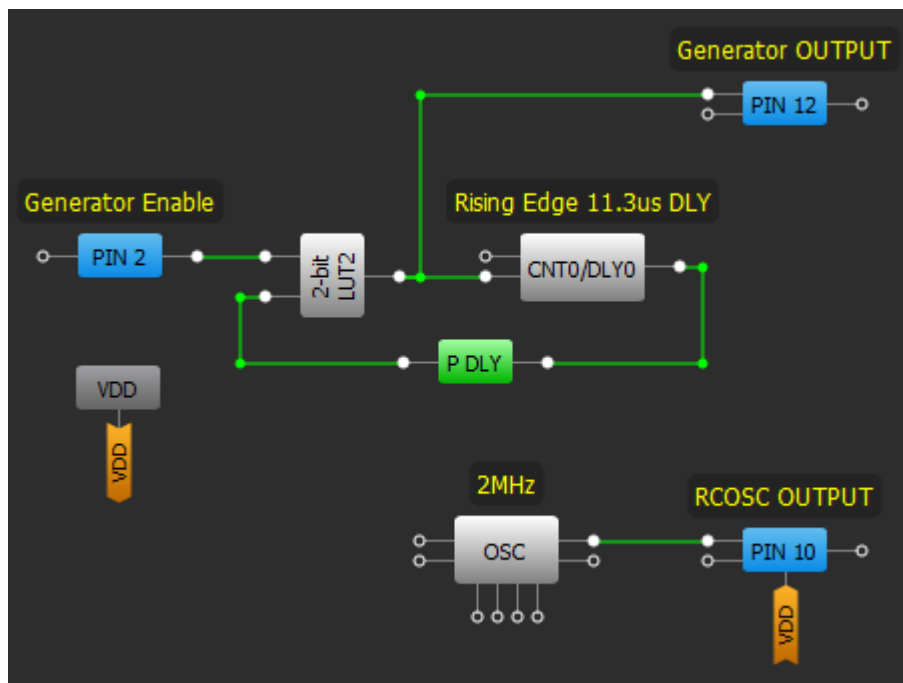 Generator OUTPUT
PIN 12
Generator Enable
Rising Edge 11.3us DLY
PIN 2
2-bit
LUT2
CNT0/DLY0
P DLY
VDD
VDD
2MHz
RCOSC OUTPUT
OSC
PIN 10
VDD